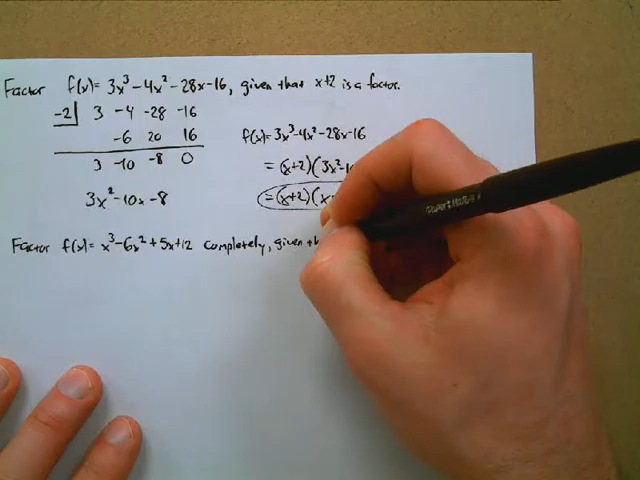 Factor f(x)= 3x³-4x²-28x-16, given that x+2 is a factor.
-2| 3 -4 -28 -16
-6 20 16
3 -10 -8 0
3x²-10x-8
f(x)=3x³-4x²-28x-16
=(x+2)(3x²-10
=(x+2)(x
Factor f(x)= x³-6x²+5x+12 completely, given